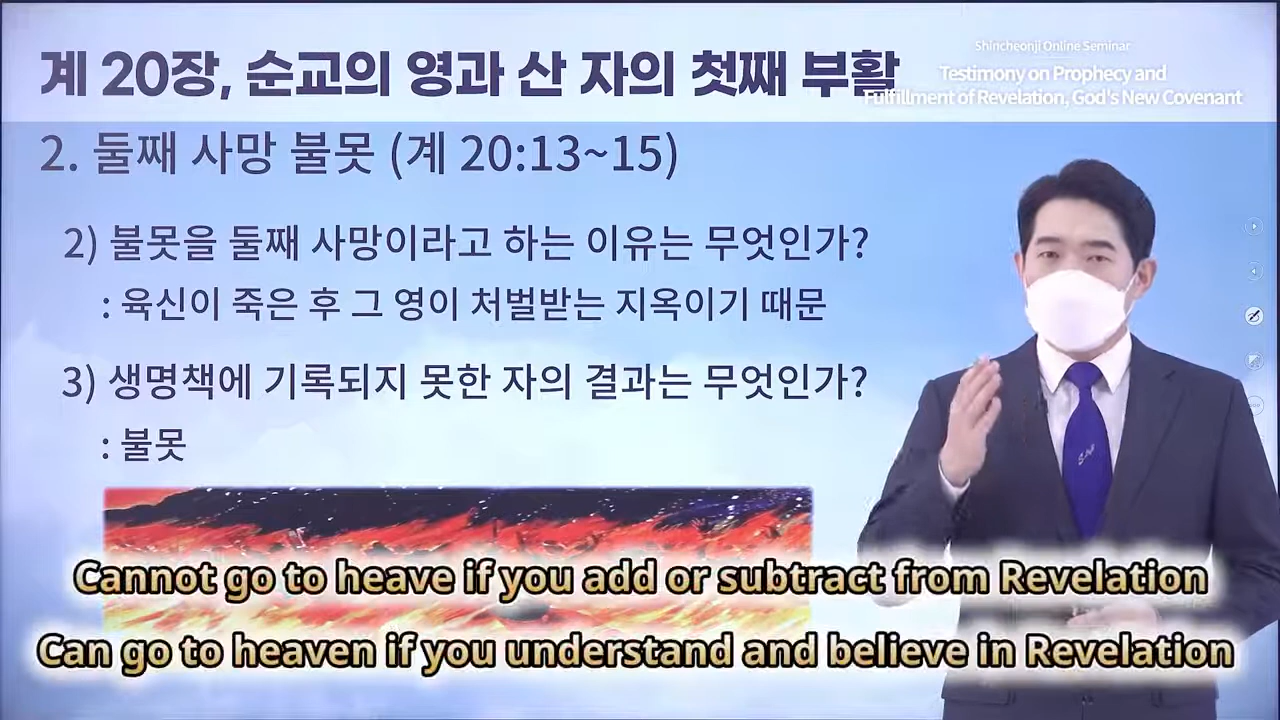 계 20장, 순교의 영과 산 자의 첫째 부활
Shincheonji Online Seminar
Testimony on Prophecy and
Fulfillment of Revelation, God's New Covenant
2. 둘째 사망 불못 (계 20:13~15)
2) 불못을 둘째 사망이라고 하는 이유는 무엇인가?
: 육신이 죽은 후 그 영이 처벌받는 지옥이기 때문
3) 생명책에 기록되지 못한 자의 결과는 무엇인가?
: 불못
Cannot go to heave if you add or subtract from Revelation
Can go to heaven if you understand and believe in Revelation